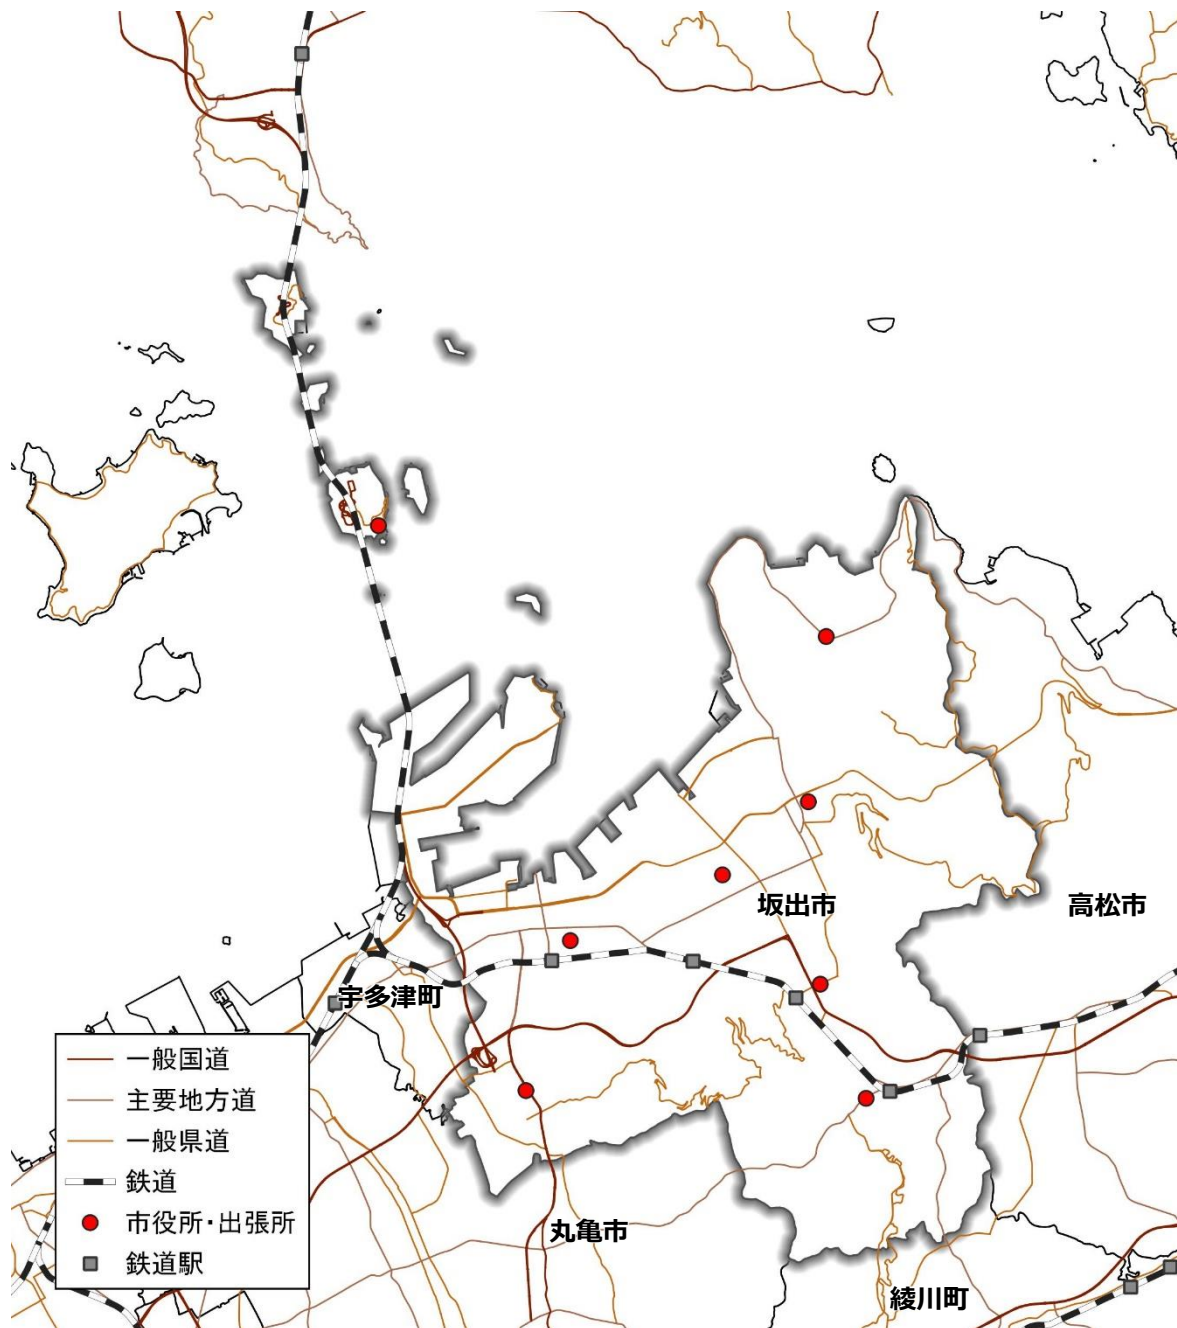 坂出市
高松市
宇多津町
一般国道
主要地方道
一般県道
鉄道
市役所・出張所
鉄道駅
丸亀市
綾川町